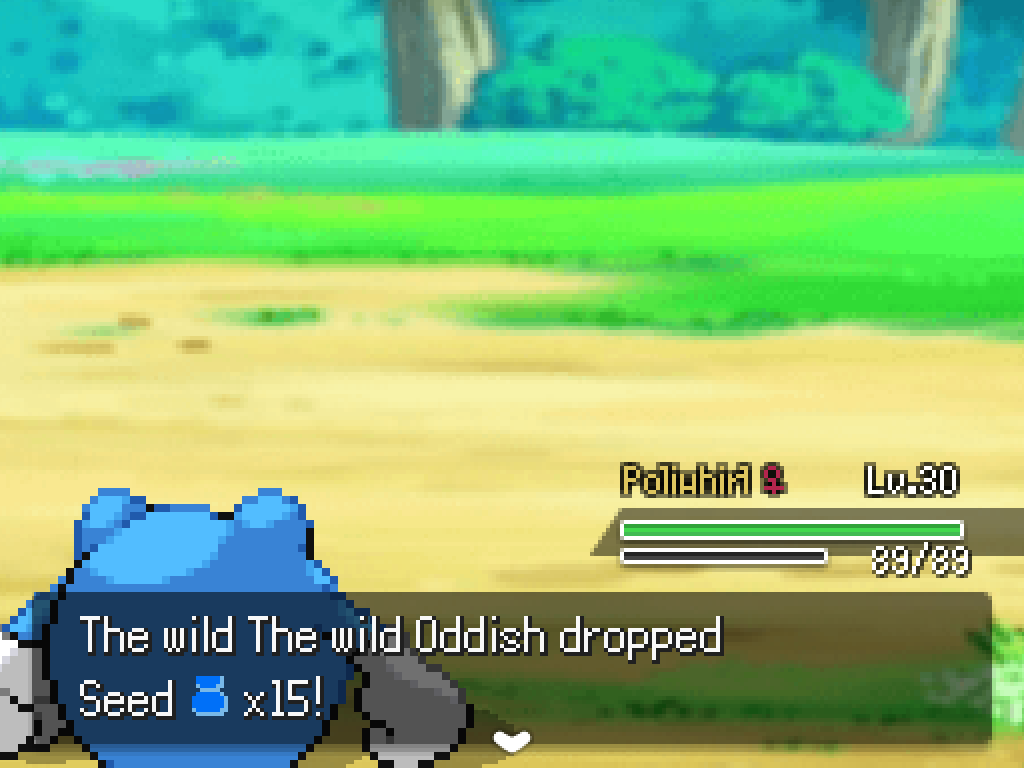 Poliwhirl ♀ Lv.30
89/89
The wild The wild Oddish dropped
Seed x15!